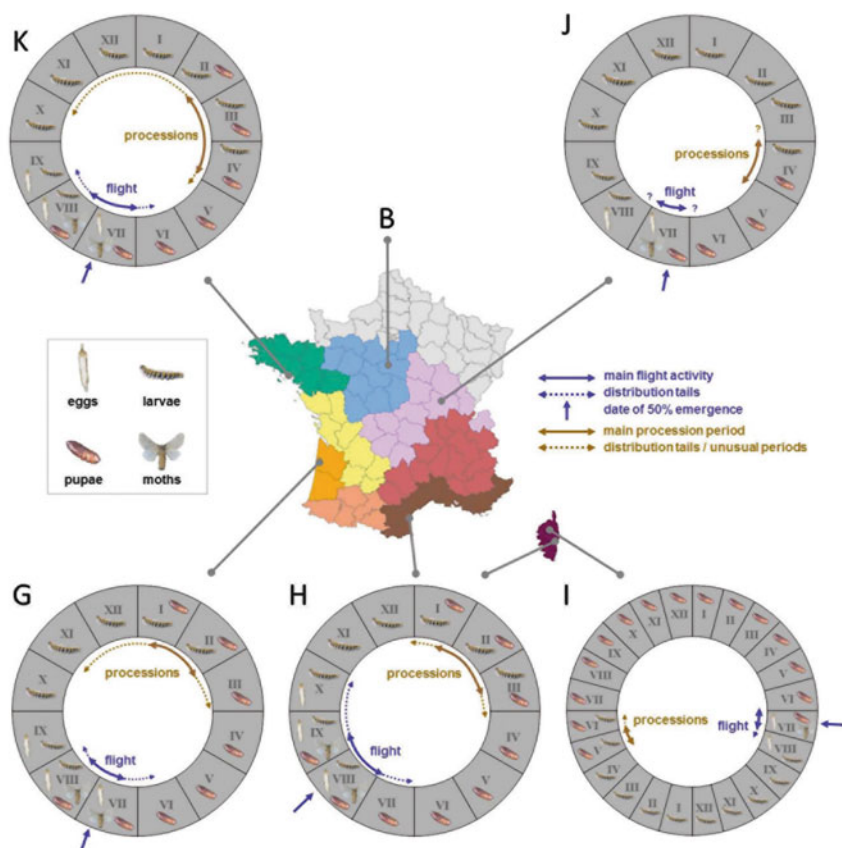 K
XII
I
XI
II
X
III
IX
IV
VIII
V
VII
VI
processions
flight
J
XII
I
XI
II
X
III
IX
IV
VIII
V
VII
VI
?
processions
flight
?
?
B
eggs
larvae
pupae
moths
main flight activity
distribution tails
date of 50% emergence
main procession period
distribution tails / unusual periods
G
XII
I
XI
II
X
III
IX
IV
VIII
V
VII
VI
processions
flight
H
XII
I
XI
II
X
III
IX
IV
VIII
V
VII
VI
processions
flight
I
XII
I
XI
II
X
III
IX
IV
VIII
V
VII
VI
VI
VII
V
VIII
IV
IX
III
X
II
XI
I
XII
processions
flight